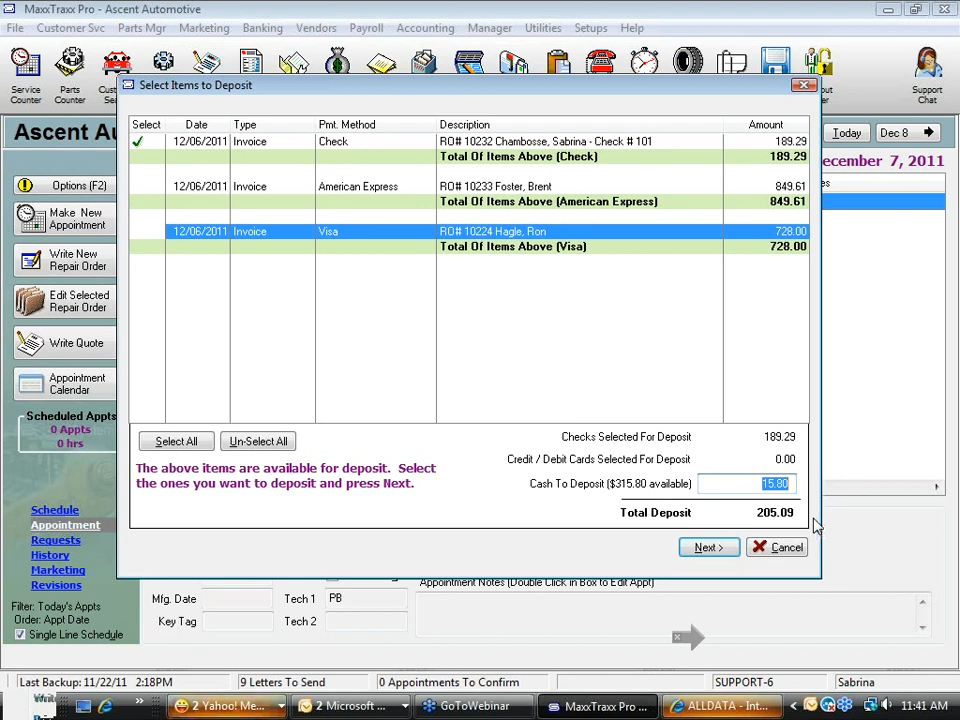 MaxxTraxx Pro - Ascent Automotive
File Customer Svc Parts Mgr Marketing Banking Vendors Payroll Accounting Manager Utilities Setups Help
Service Counter
Parts Counter
Support Chat
Select Items to Deposit
Select Date Type Pmt. Method Description Amount
12/06/2011 Invoice Check RO# 10232 Chambosse, Sabrina - Check # 101 189.29
Total Of Items Above (Check) 189.29
12/06/2011 Invoice American Express RO# 10233 Foster, Brent 849.61
Total Of Items Above (American Express) 849.61
12/06/2011 Invoice Visa RO# 10224 Hagle, Ron 728.00
Total Of Items Above (Visa) 728.00
Select All Un-Select All
The above items are available for deposit. Select
the ones you want to deposit and press Next.
Checks Selected For Deposit 189.29
Credit / Debit Cards Selected For Deposit 0.00
Cash To Deposit ($315.80 available) 15.80
Total Deposit 205.09
Next > Cancel
Today Dec 8
ecember 7, 2011
Options (F2)
Make New
Appointment
Write New
Repair Order
Edit Selected
Repair Order
Write Quote
Appointment
Calendar
Scheduled Appts
0 Appts
0 hrs
Schedule
Appointment
Requests
History
Marketing
Revisions
Filter: Today's Appts
Order: Appt Date
Single Line Schedule
Appointment Notes (Double Click in Box to Edit Appt)
Mfg. Date Tech 1 PB
Key Tag Tech 2
Last Backup: 11/22/11 2:18PM 9 Letters To Send 0 Appointments To Confirm SUPPORT-6 Sabrina
2 Yahoo! Me... 2 Microsoft ... GoToWebinar MaxxTraxx Pro ... ALLDATA - Int... 11:41 AM